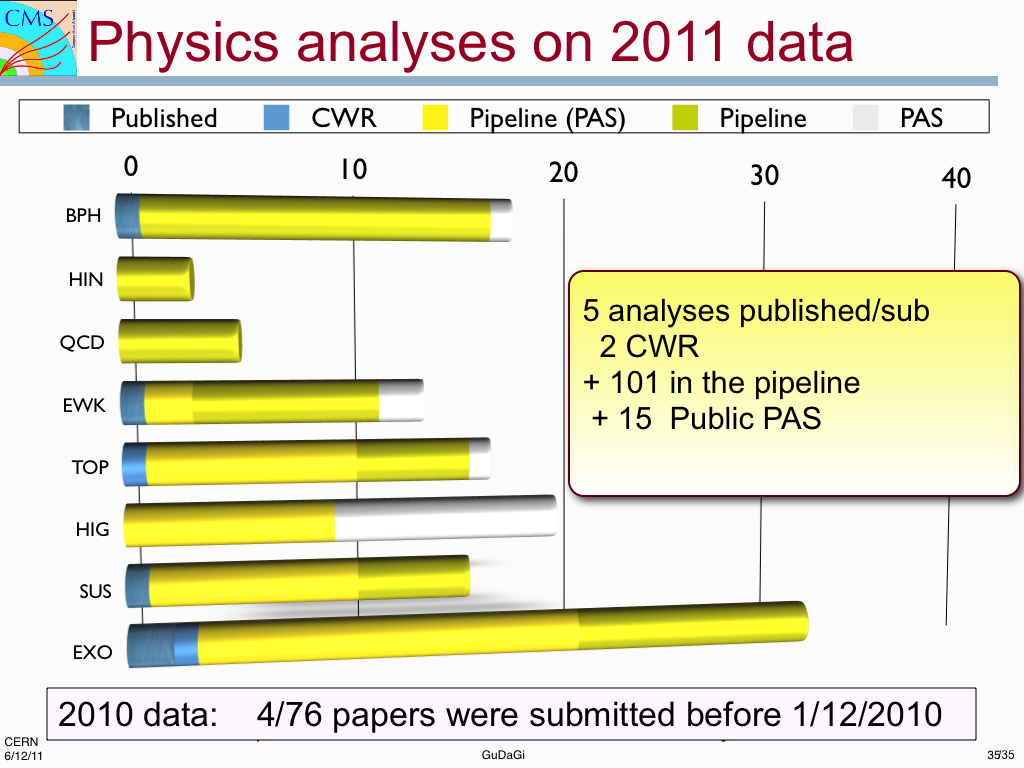 CMS
Physics analyses on 2011 data
Published CWR Pipeline (PAS) Pipeline PAS
0 10 20 30 40
BPH
HIN
QCD
EWK
TOP
HIG
SUS
EXO
5 analyses published/sub
2 CWR
+ 101 in the pipeline
+ 15 Public PAS
2010 data: 4/76 papers were submitted before 1/12/2010
CERN
6/12/11
GuDaGi